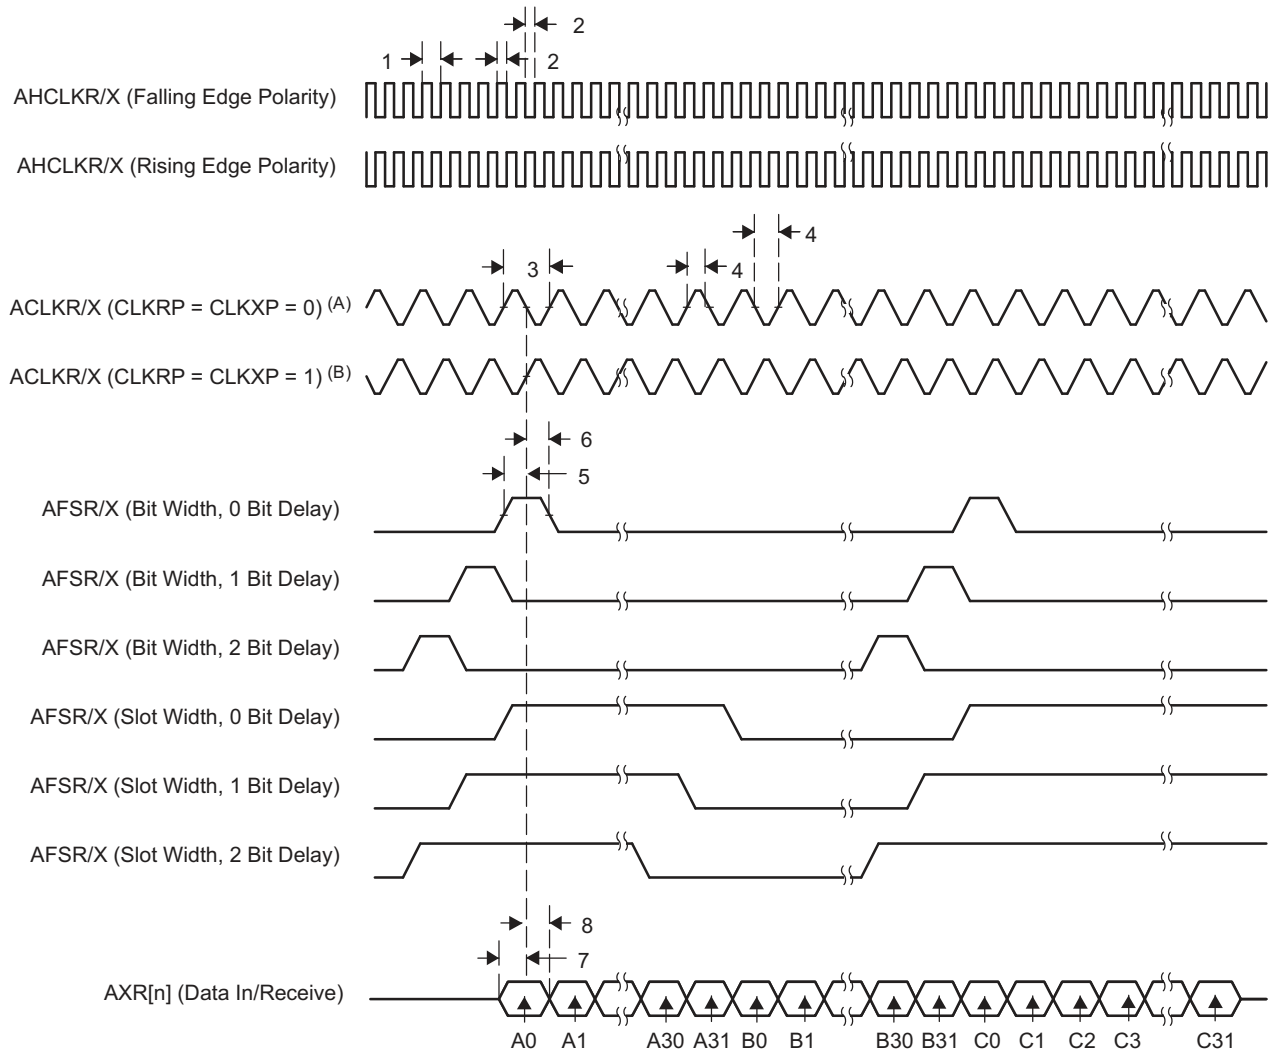 2
1
2
AHCLKR/X (Falling Edge Polarity)
AHCLKR/X (Rising Edge Polarity)
4
3
4
ACLKR/X (CLKRP = CLKXP = 0) (A)
ACLKR/X (CLKRP = CLKXP = 1) (B)
6
5
AFSR/X (Bit Width, 0 Bit Delay)
AFSR/X (Bit Width, 1 Bit Delay)
AFSR/X (Bit Width, 2 Bit Delay)
AFSR/X (Slot Width, 0 Bit Delay)
AFSR/X (Slot Width, 1 Bit Delay)
AFSR/X (Slot Width, 2 Bit Delay)
8
7
AXR[n] (Data In/Receive)
A0 A1 A30 A31 B0 B1 B30 B31 C0 C1 C2 C3 C31